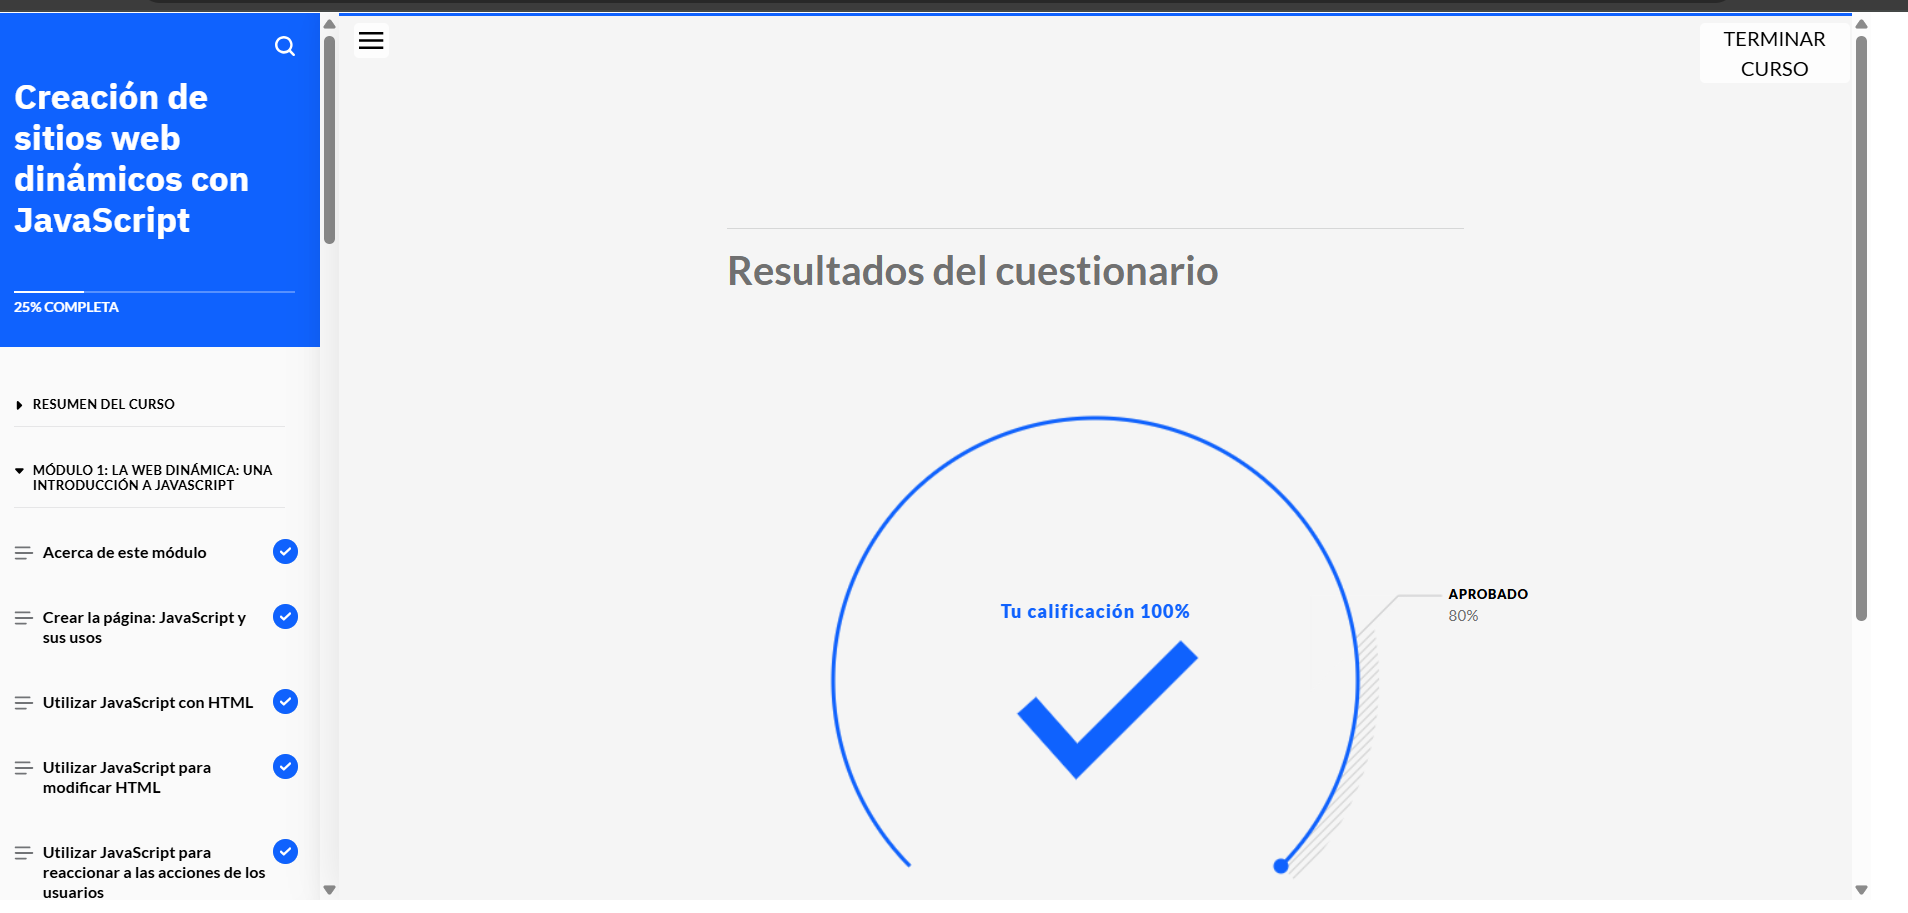 Creación de
sitios web
dinámicos con
JavaScript
25% COMPLETA
RESUMEN DEL CURSO
MÓDULO 1: LA WEB DINÁMICA: UNA
INTRODUCCIÓN A JAVASCRIPT
Acerca de este módulo
Crear la página: JavaScript y
sus usos
Utilizar JavaScript con HTML
Utilizar JavaScript para
modificar HTML
Utilizar JavaScript para
reaccionar a las acciones de los
usuarios
TERMINAR
CURSO
Resultados del cuestionario
Tu calificación 100%
APROBADO
80%